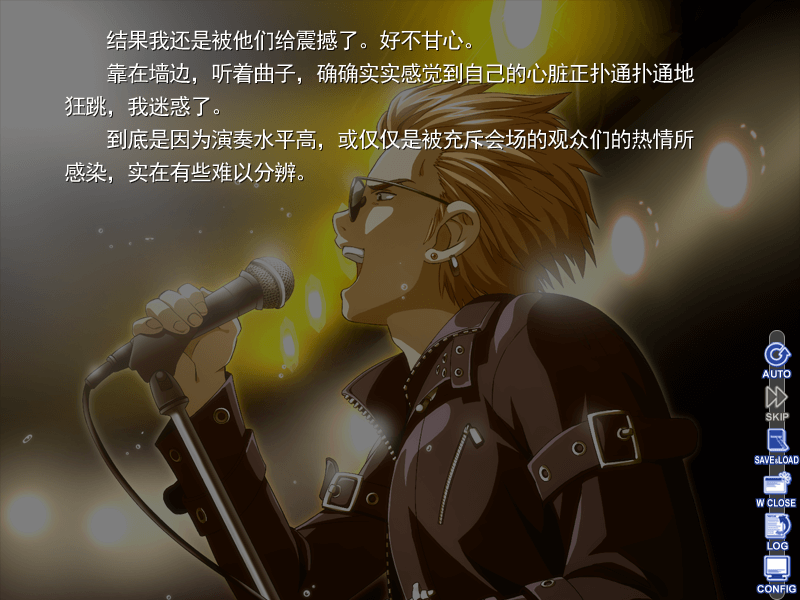 结果我还是被他们给震撼了。好不甘心。
靠在墙边，听着曲子，确确实实感觉到自己的心脏正扑通扑通地
狂跳，我迷惑了。
到底是因为演奏水平高，或仅仅是被充斥会场的观众们的热情所
感染，实在有些难以分辨。
AUTO
SKIP
SAVE&LOAD
W CLOSE
LOG
CONFIG